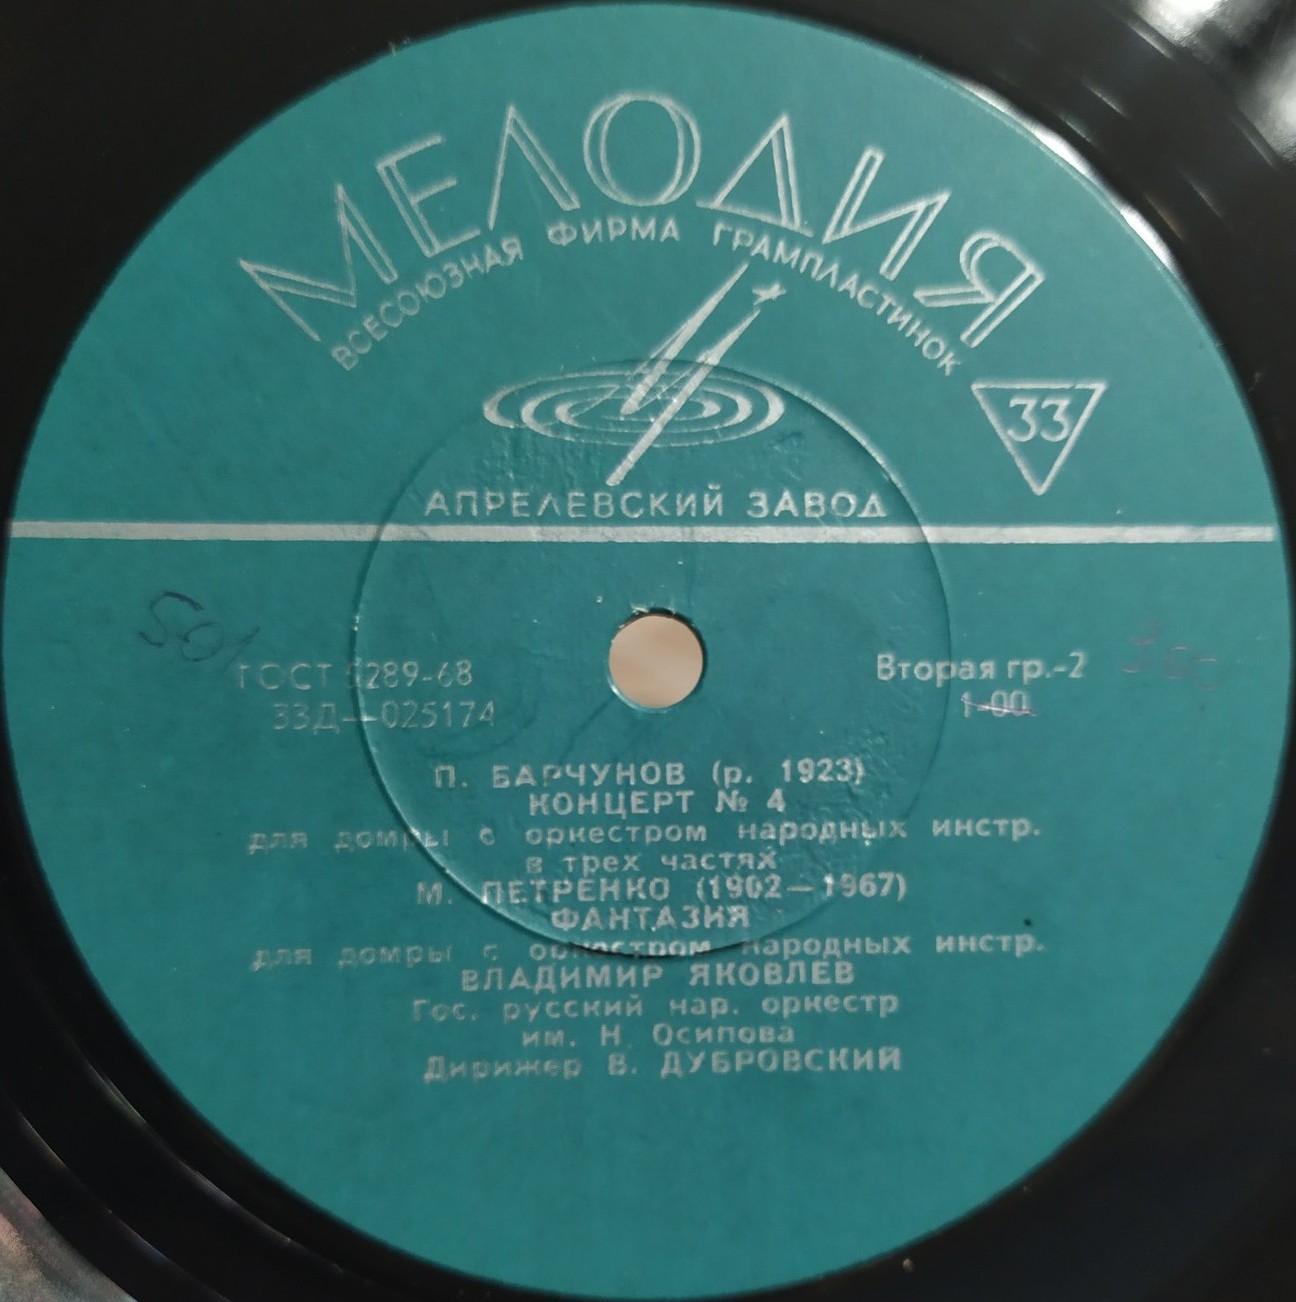 МЕЛОДИЯ
ВСЕСОЮЗНАЯ ФИРМА ГРАМПЛАСТИНОК
33
АПРЕЛЕВСКИЙ ЗАВОД
ГОСТ 5289-68
33Д—025174
Вторая гр.-2
1-00
П. БАРЧУНОВ (р. 1923)
КОНЦЕРТ № 4
для домры с оркестром народных инстр.
в трех частях
М. ПЕТРЕНКО (1902—1967)
ФАНТАЗИЯ
для домры с оркестром народных инстр.
ВЛАДИМИР ЯКОВЛЕВ
Гос. русский нар. оркестр
им. Н. Осипова
Дирижер В. ДУБРОВСКИЙ